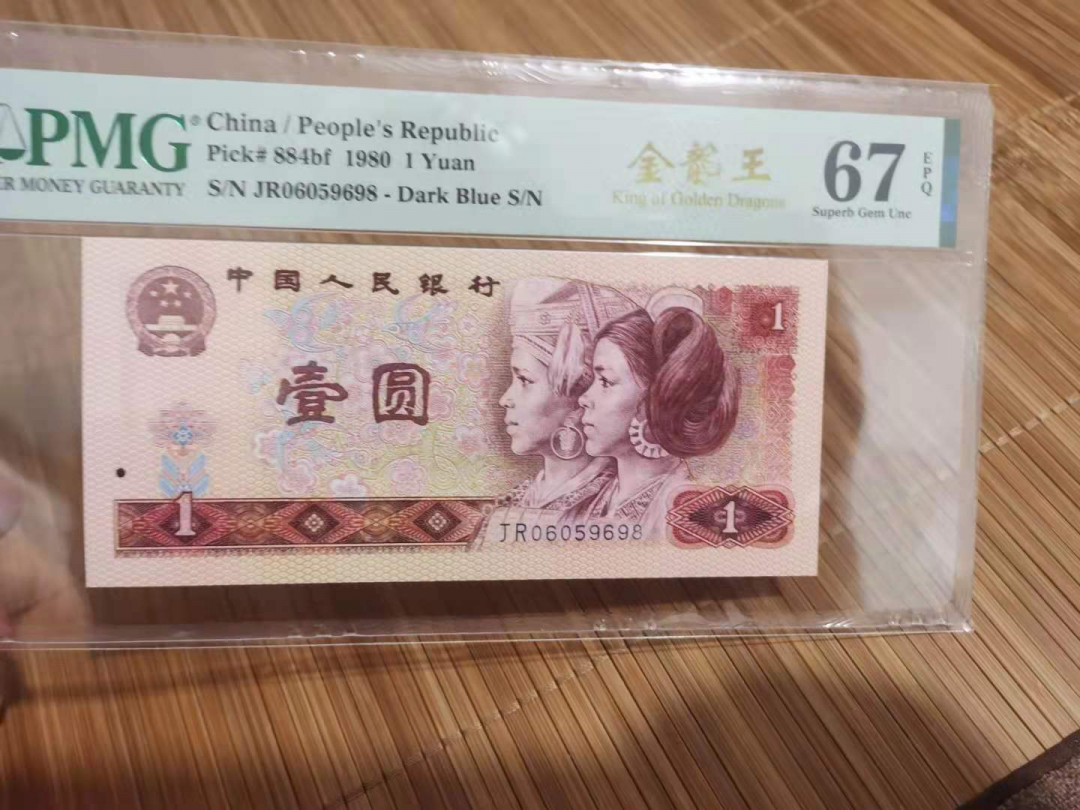 PMG
ER MONEY GUARANTY
China / People's Republic
Pick# 884bf 1980 1 Yuan
S/N JR06059698 - Dark Blue S/N
金龍王
King of Golden Dragons
67
EPQ
Superb Gem Unc
中国人民银行
1
壹圆
1
JR06059698
1